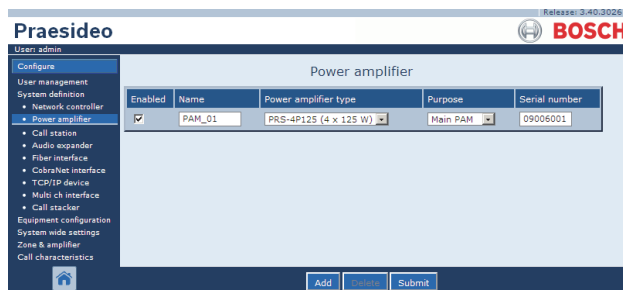 Release: 3.40.3026
Praesideo
BOSCH
User: admin
Configure
User management
System definition
• Network controller
• Power amplifier
• Call station
• Audio expander
• Fiber interface
• CobraNet interface
• TCP/IP device
• Multi ch interface
• Call stacker
Equipment configuration
System wide settings
Zone & amplifier
Call characteristics
Power amplifier
Enabled Name Power amplifier type Purpose Serial number
PAM_01 PRS-4P125 (4 x 125 W) Main PAM 09006001
Add Delete Submit